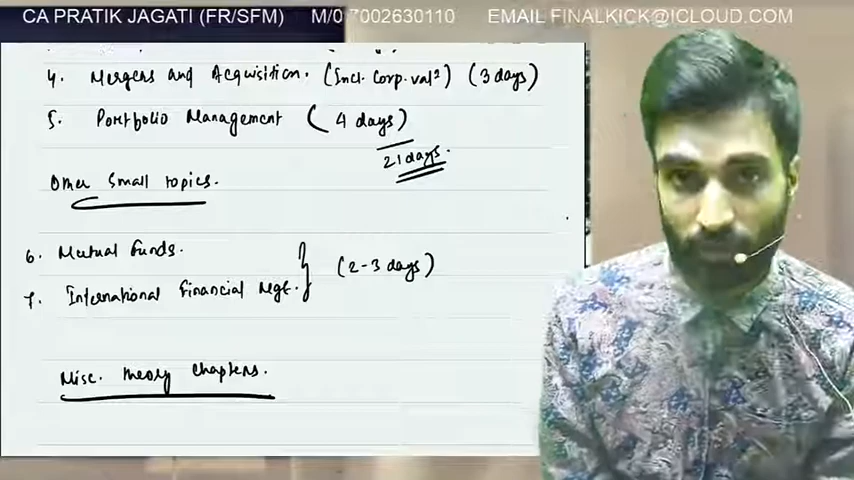 CA PRATIK JAGATI (FR/SFM) M/0 7002630110 EMAIL FINALKICK@ICLOUD.COM
4. Mergers and Acquisition. (Incl. Corp. valⁿ) (3 days)
5. Portfolio Management (4 days)
21 days.
Other Small topics.
6. Mutual Funds.
7. International Financial Mgt. } (2-3 days)
Misc. theory Chapters.